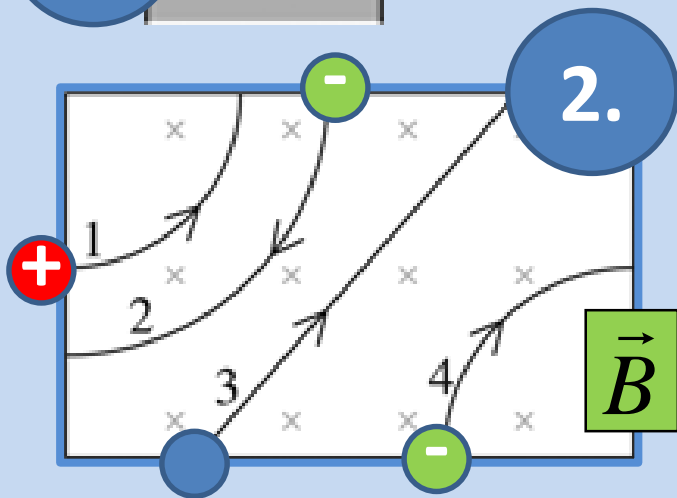 -
2.
× × × ×
1
+
× × × ×
2
4
3
B⃗
× × × ×
-